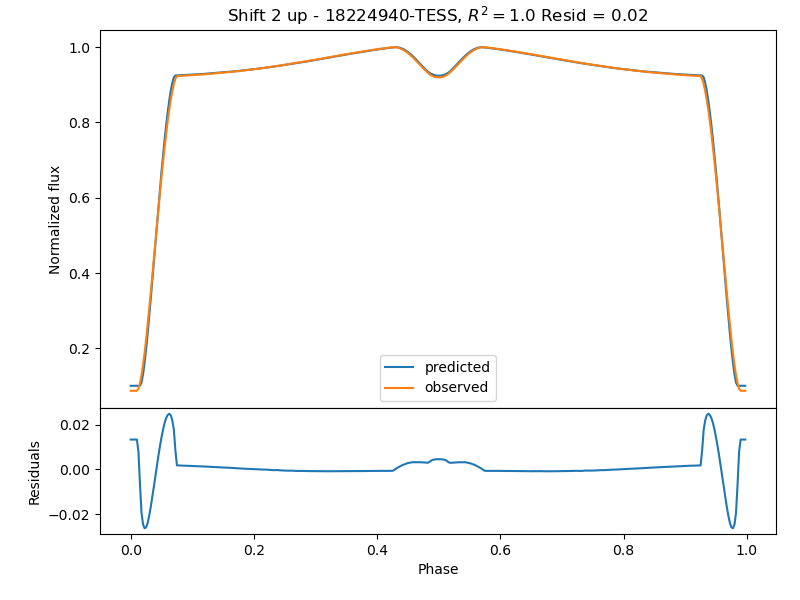 Shift 2 up - 18224940-TESS, R² = 1.0 Resid = 0.02
1.0
0.8
0.6
0.4
0.2
Normalized flux
predicted
observed
0.02
0.00
−0.02
Residuals
0.0 0.2 0.4 0.6 0.8 1.0
Phase